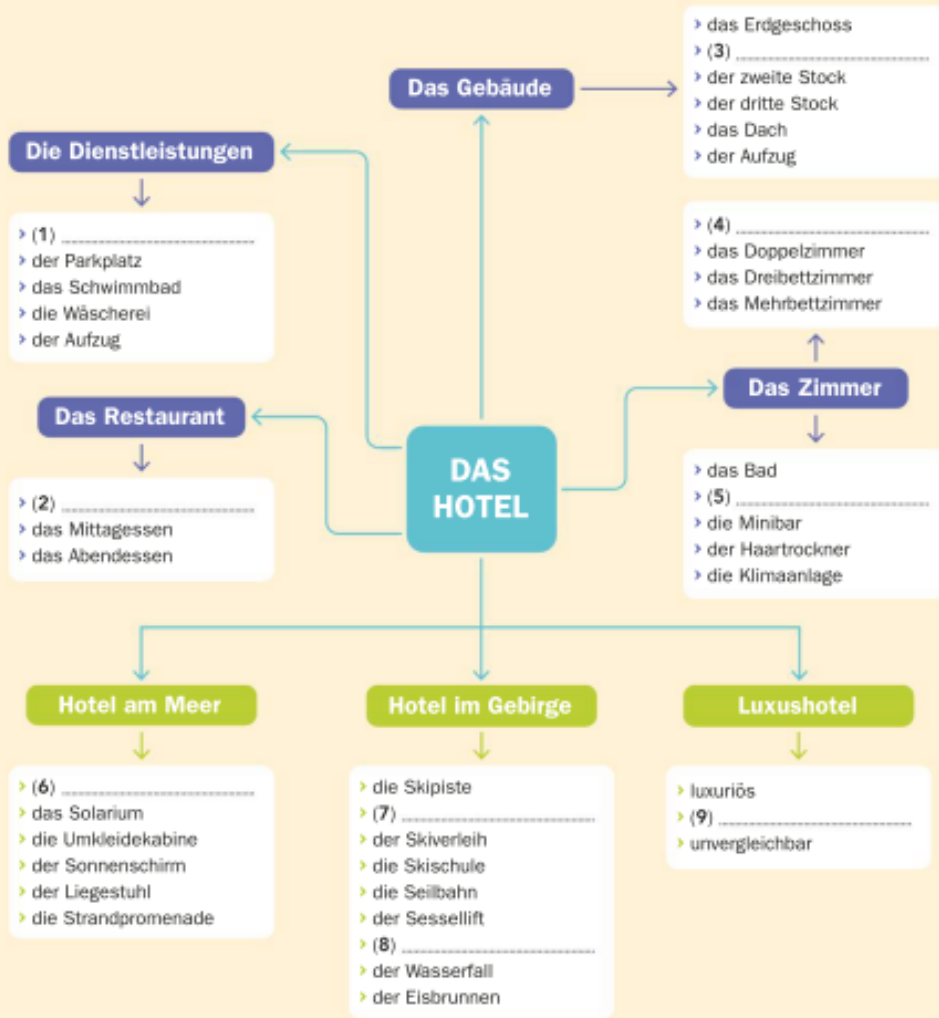 Das Gebäude
› das Erdgeschoss
› (3) ..............................
› der zweite Stock
› der dritte Stock
› das Dach
› der Aufzug
Die Dienstleistungen
› (1) ..............................
› der Parkplatz
› das Schwimmbad
› die Wäscherei
› der Aufzug
› (4) ..............................
› das Doppelzimmer
› das Dreibettzimmer
› das Mehrbettzimmer
Das Zimmer
› das Bad
› (5) ..............................
› die Minibar
› der Haartrockner
› die Klimaanlage
Das Restaurant
› (2) ..............................
› das Mittagessen
› das Abendessen
DAS
HOTEL
Hotel am Meer
› (6) ..............................
› das Solarium
› die Umkleidekabine
› der Sonnenschirm
› der Liegestuhl
› die Strandpromenade
Hotel im Gebirge
› die Skipiste
› (7) ..............................
› der Skiverleih
› die Skischule
› die Seilbahn
› der Sessellift
› (8) ..............................
› der Wasserfall
› der Eisbrunnen
Luxushotel
› luxuriös
› (9) ..............................
› unvergleichbar